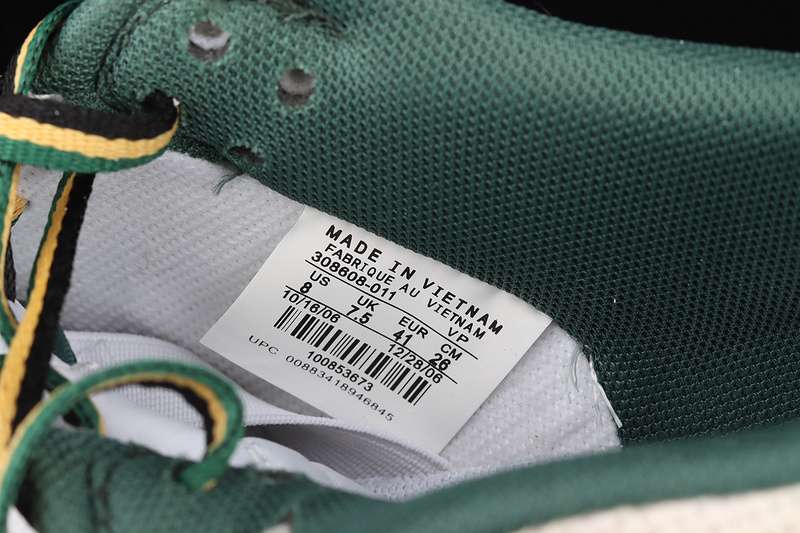 MADE IN VIETNAM
FABRIQUE AU VIETNAM
308608-011 VP
US UK EUR CM
8 7.5 41 26
10/16/06 12/28/06
100853673
UPC 00883418946845